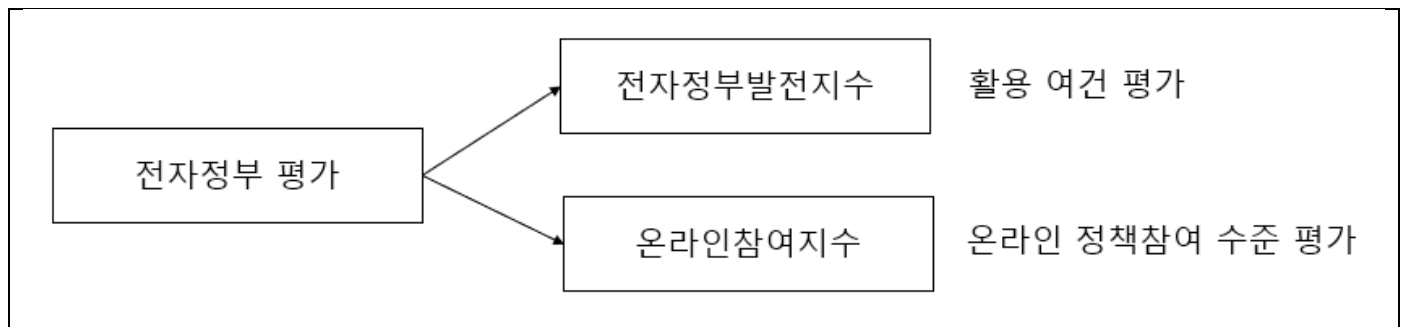 전자정부발전지수 활용 여건 평가
전자정부 평가
온라인참여지수 온라인 정책참여 수준 평가